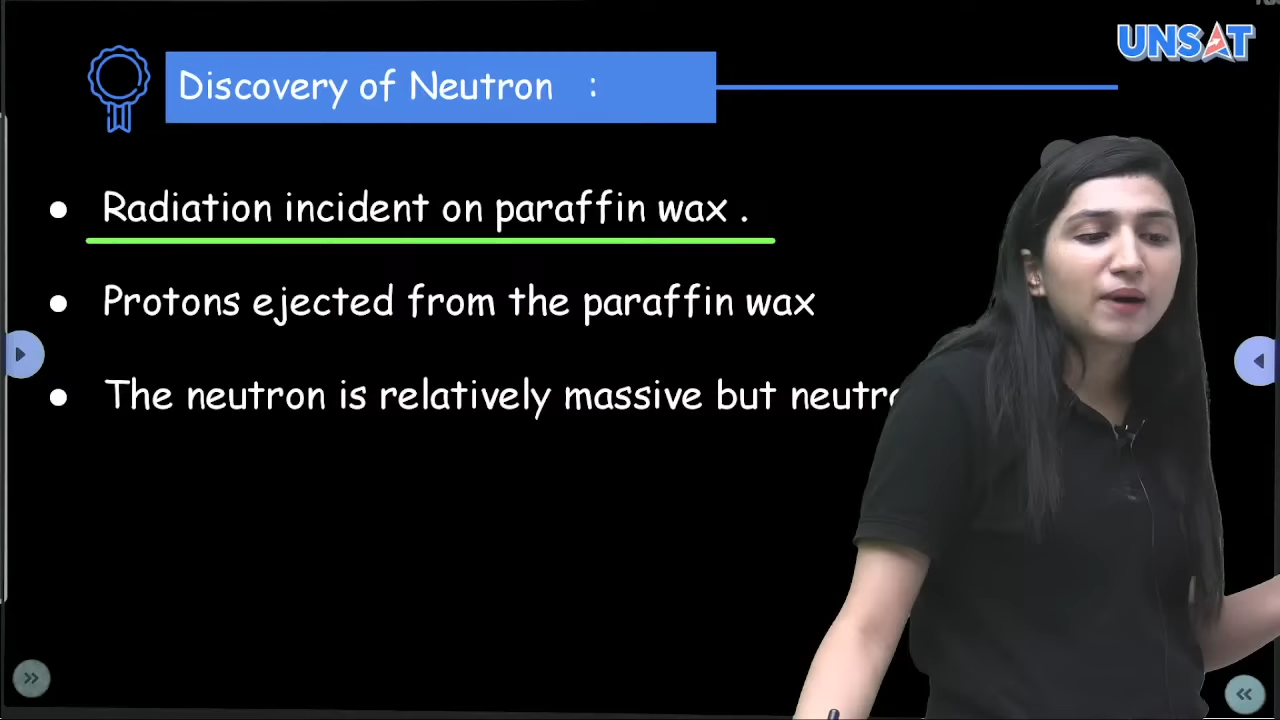 UNSAT
Discovery of Neutron :
● Radiation incident on paraffin wax .
● Protons ejected from the paraffin wax
● The neutron is relatively massive but